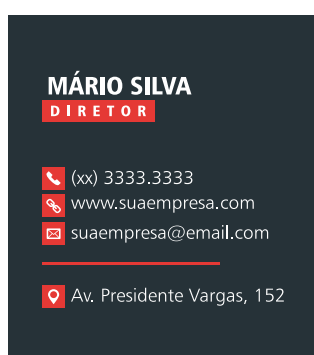 MÁRIO SILVA
DIRETOR
(xx) 3333.3333
www.suaempresa.com
suaempresa@email.com
Av. Presidente Vargas, 152